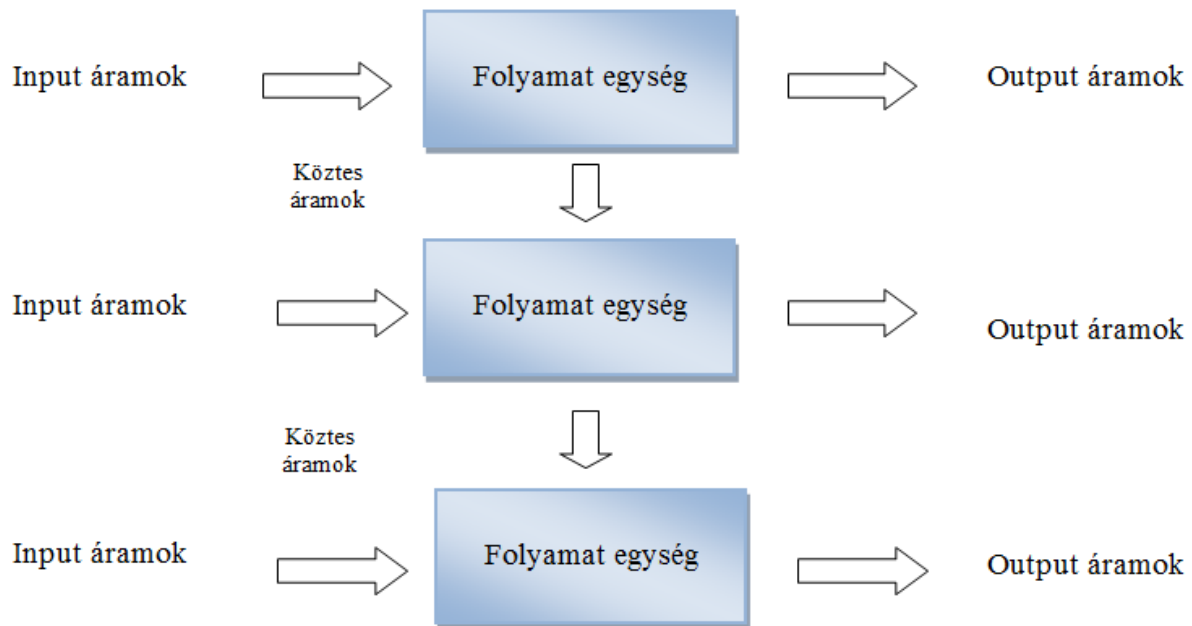 Input áramok
Folyamat egység
Output áramok
Köztes
áramok
Input áramok
Folyamat egység
Output áramok
Köztes
áramok
Input áramok
Folyamat egység
Output áramok